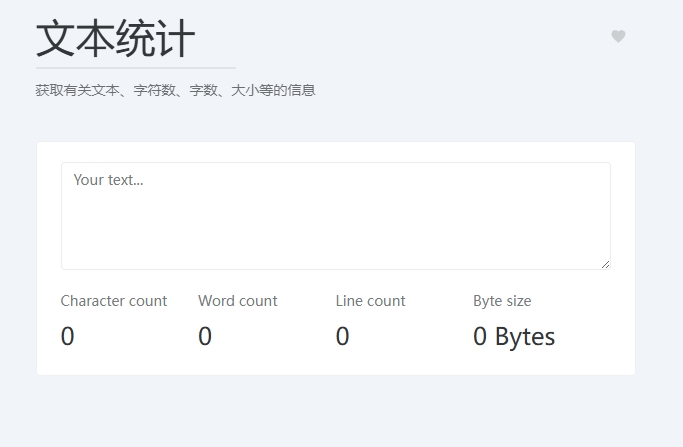 文本统计
获取有关文本、字符数、字数、大小等的信息
Your text...
Character count Word count Line count Byte size
0 0 0 0 Bytes